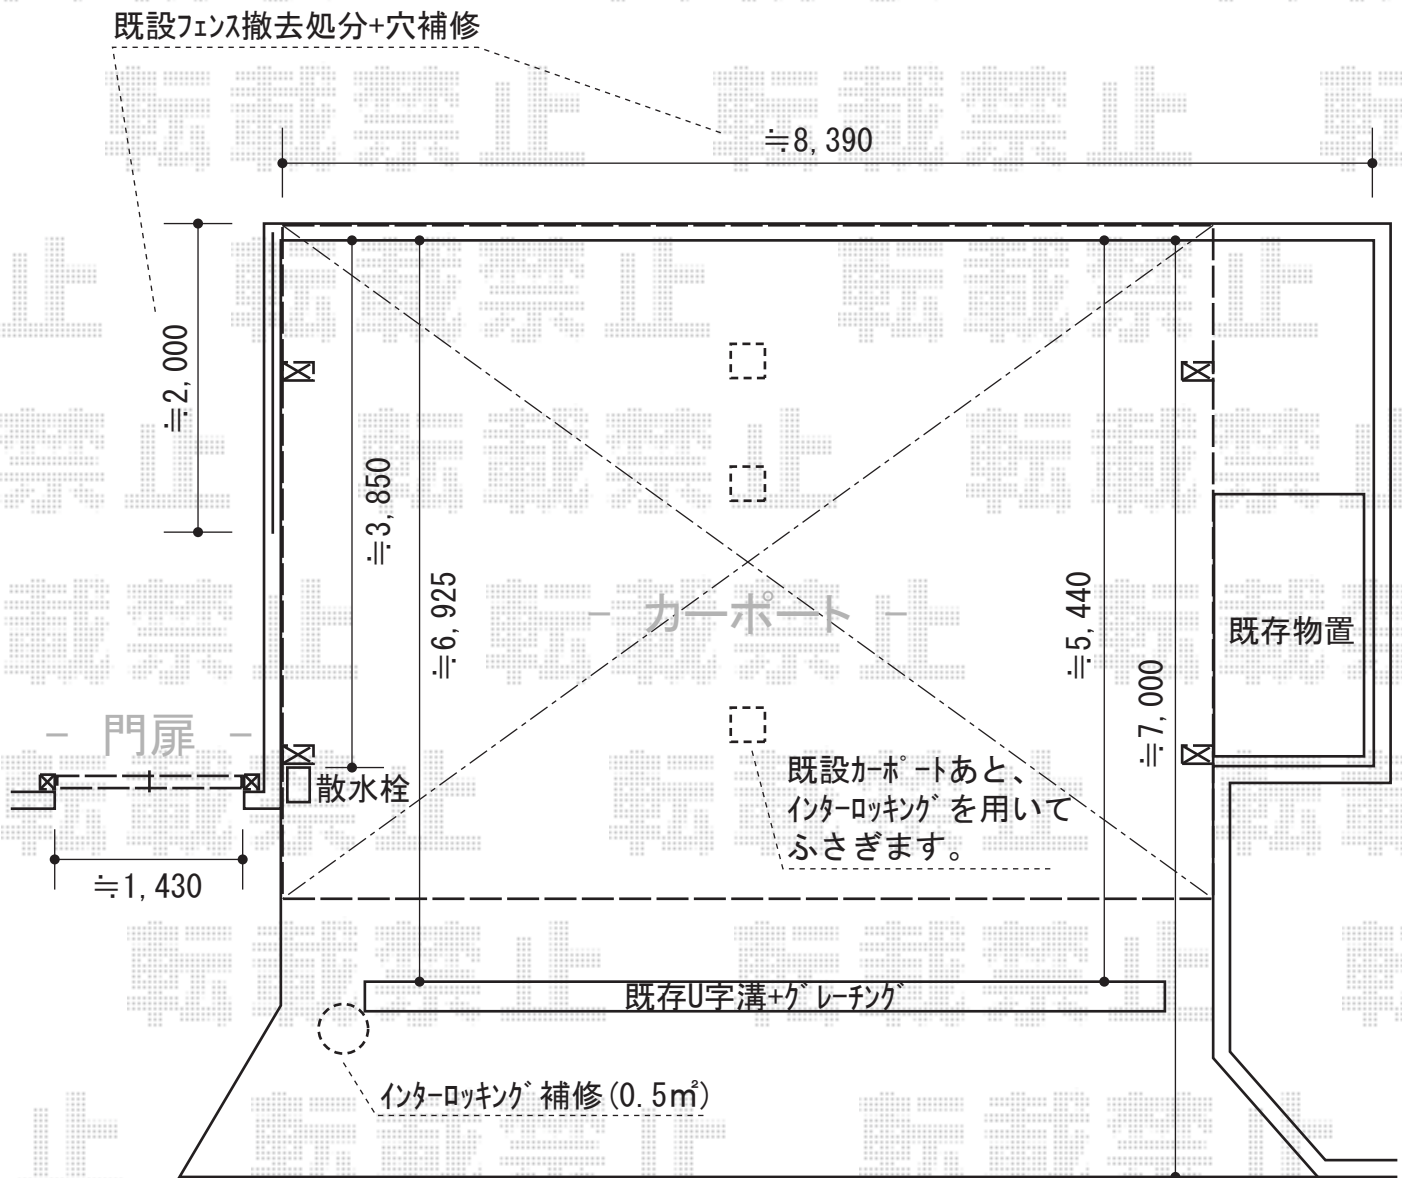 既設フェンス撤去処分+穴補修
≒8,390
≒2,000
≒3,850
≒6,925
≒5,440
≒7,000
- カーポート -
既存物置
- 門扉 -
散水栓
≒1,430
既設カーポートあと、
インターロッキングを用いて
ふさぎます。
既存U字溝+グレーチング
インターロッキング補修(0.5㎡)
転載禁止